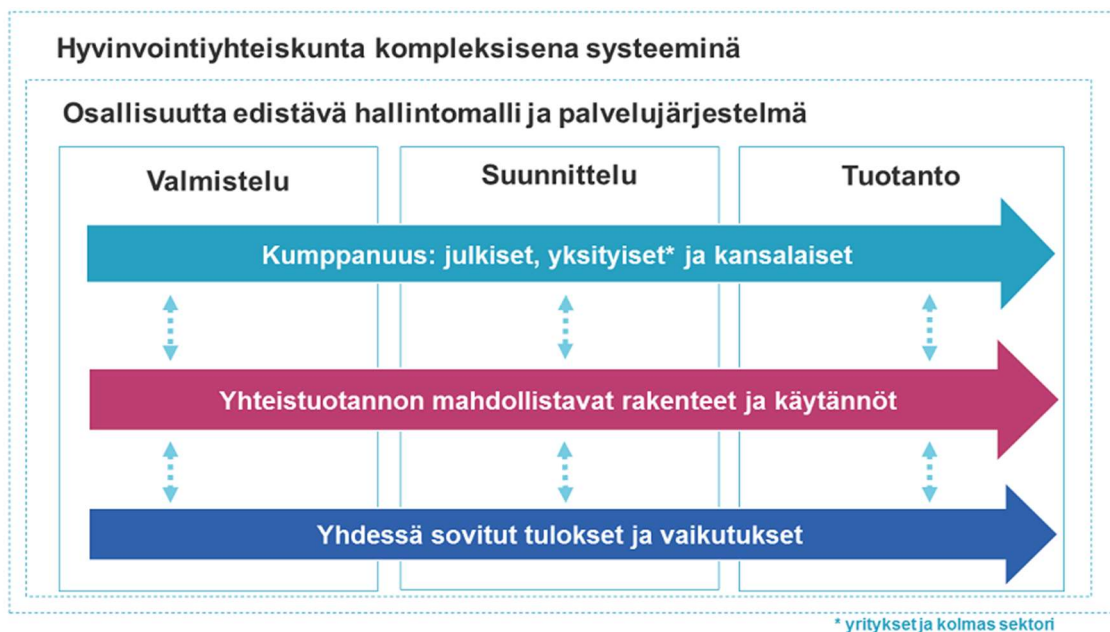 Hyvinvointiyhteiskunta kompleksisena systeeminä
Osallisuutta edistävä hallintomalli ja palvelujärjestelmä
Valmistelu
Suunnittelu
Tuotanto
Kumppanuus: julkiset, yksityiset* ja kansalaiset
Yhteistuotannon mahdollistavat rakenteet ja käytännöt
Yhdessä sovitut tulokset ja vaikutukset
* yritykset ja kolmas sektori